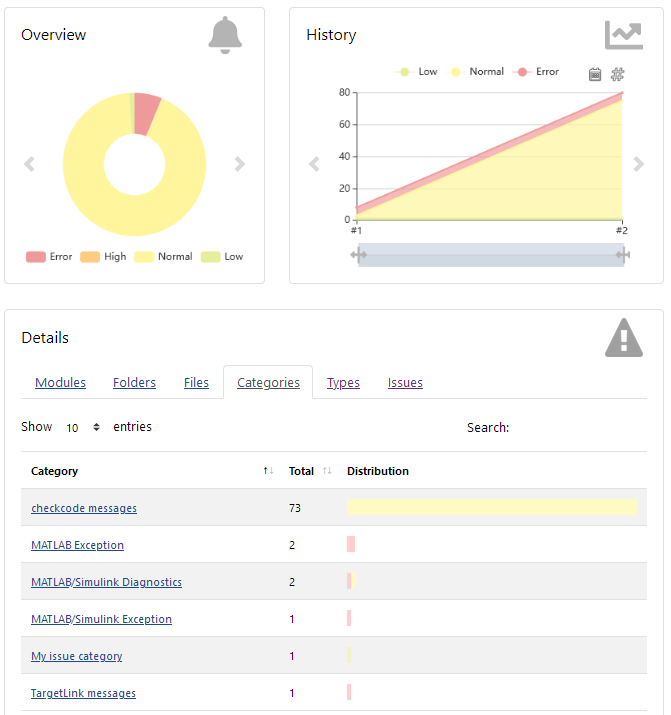 Overview
Error High Normal Low
History
Low Normal Error
80
60
40
20
0
#1 #2
Details
Modules Folders Files Categories Types Issues
Show 10 entries Search:
Category Total Distribution
checkcode messages 73
MATLAB Exception 2
MATLAB/Simulink Diagnostics 2
MATLAB/Simulink Exception 1
My issue category 1
TargetLink messages 1